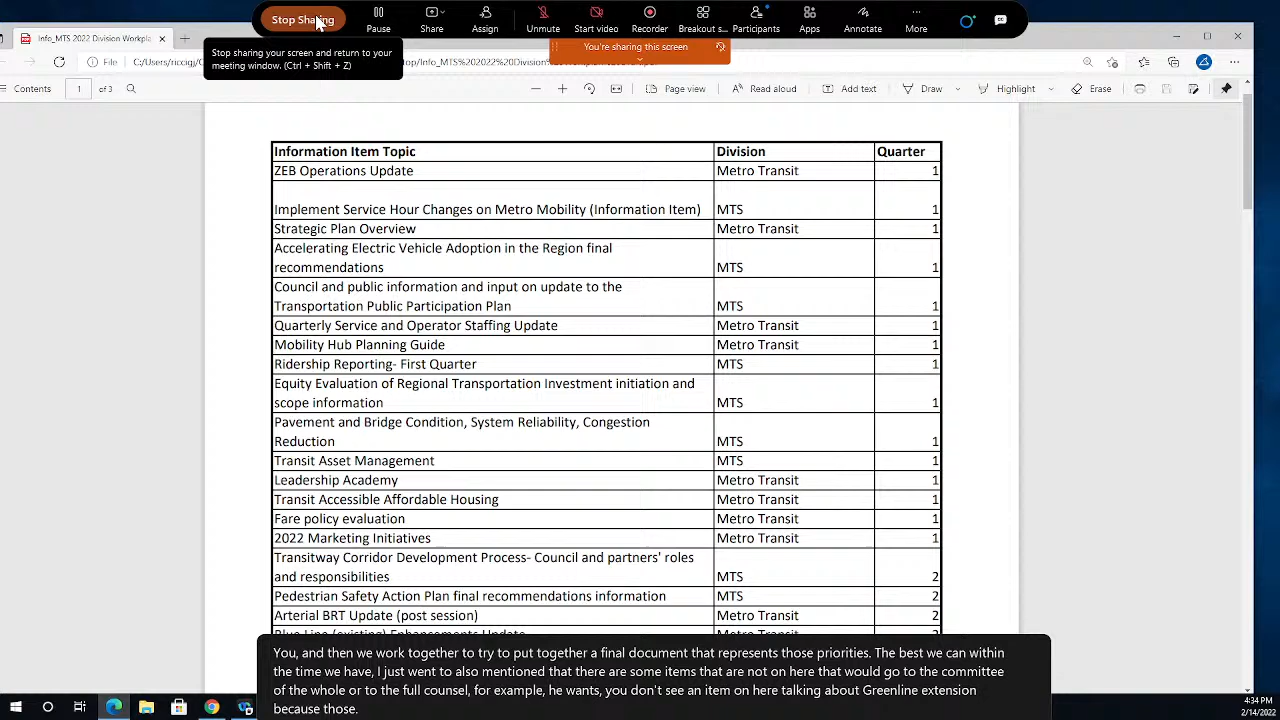 Stop Sharing
Pause
Share
Assign
Unmute
Start video
Recorder
Breakout s...
Participants
Apps
Annotate
More
Info_MTS 2022 Division Workpla
Stop sharing your screen and return to your
meeting window. (Ctrl + Shift + Z)
You're sharing this screen
File
Contents
1
of 3
Page view
Read aloud
Add text
Draw
Highlight
Erase
Information Item Topic Division Quarter
ZEB Operations Update Metro Transit 1
Implement Service Hour Changes on Metro Mobility (Information Item) MTS 1
Strategic Plan Overview Metro Transit 1
Accelerating Electric Vehicle Adoption in the Region final
recommendations MTS 1
Council and public information and input on update to the
Transportation Public Participation Plan MTS 1
Quarterly Service and Operator Staffing Update Metro Transit 1
Mobility Hub Planning Guide Metro Transit 1
Ridership Reporting- First Quarter MTS 1
Equity Evaluation of Regional Transportation Investment initiation and
scope information MTS 1
Pavement and Bridge Condition, System Reliability, Congestion
Reduction MTS 1
Transit Asset Management MTS 1
Leadership Academy Metro Transit 1
Transit Accessible Affordable Housing Metro Transit 1
Fare policy evaluation Metro Transit 1
2022 Marketing Initiatives Metro Transit 1
Transitway Corridor Development Process- Council and partners' roles
and responsibilities MTS 2
Pedestrian Safety Action Plan final recommendations information MTS 2
Arterial BRT Update (post session) Metro Transit 2
Blue Line (existing) Enhancements Update Metro Transit 2
You, and then we work together to try to put together a final document that represents those priorities. The best we can within
the time we have, I just went to also mentioned that there are some items that are not on here that would go to the committee
of the whole or to the full counsel, for example, he wants, you don't see an item on here talking about Greenline extension
because those.
4:34 PM
2/14/2022